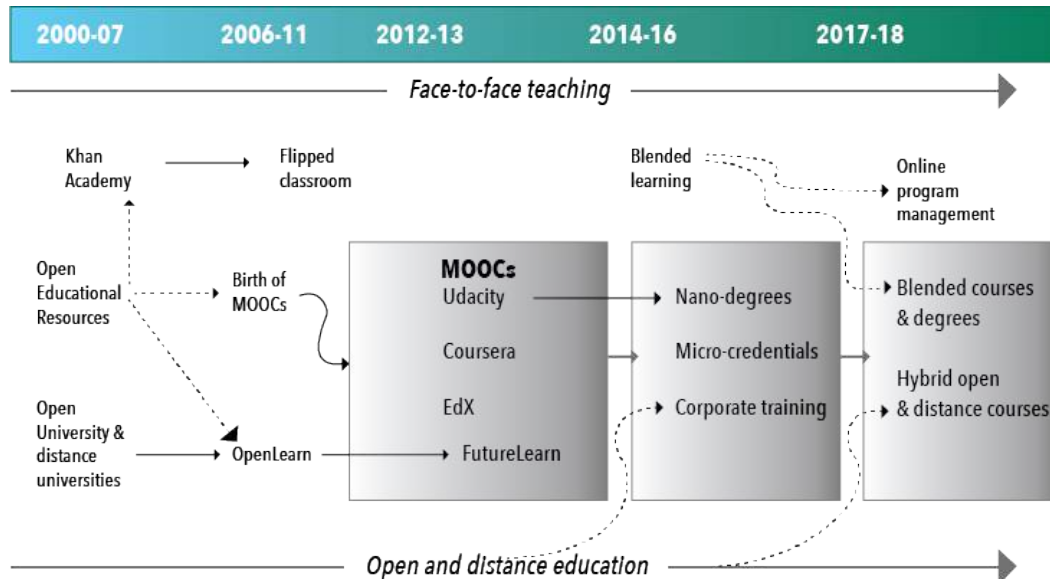 2000-07
2006-11
2012-13
2014-16
2017-18
Face-to-face teaching
Khan
Academy
Flipped
classroom
Blended
learning
Online
program
management
Open
Educational
Resources
Birth of
MOOCs
MOOCs
Udacity
Coursera
EdX
FutureLearn
Nano-degrees
Micro-credentials
Corporate training
Blended courses
& degrees
Hybrid open
& distance courses
Open
University &
distance
universities
OpenLearn
Open and distance education